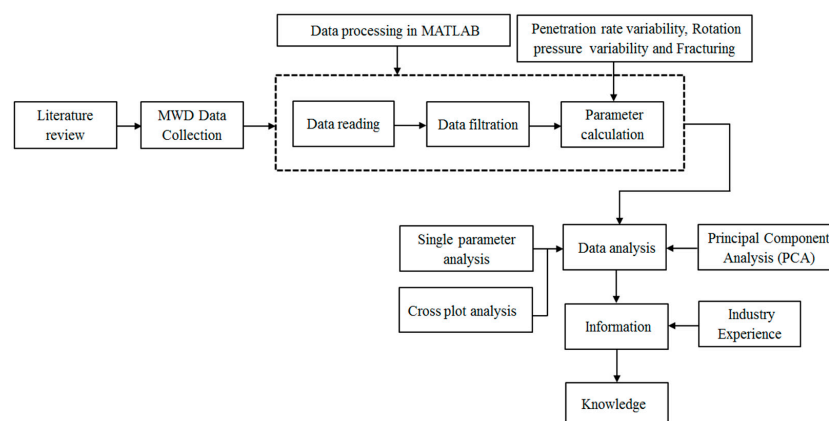 Data processing in MATLAB
Penetration rate variability, Rotation
pressure variability and Fracturing
Literature
review
MWD Data
Collection
Data reading
Data filtration
Parameter
calculation
Single parameter
analysis
Data analysis
Principal Component
Analysis (PCA)
Cross plot analysis
Information
Industry
Experience
Knowledge